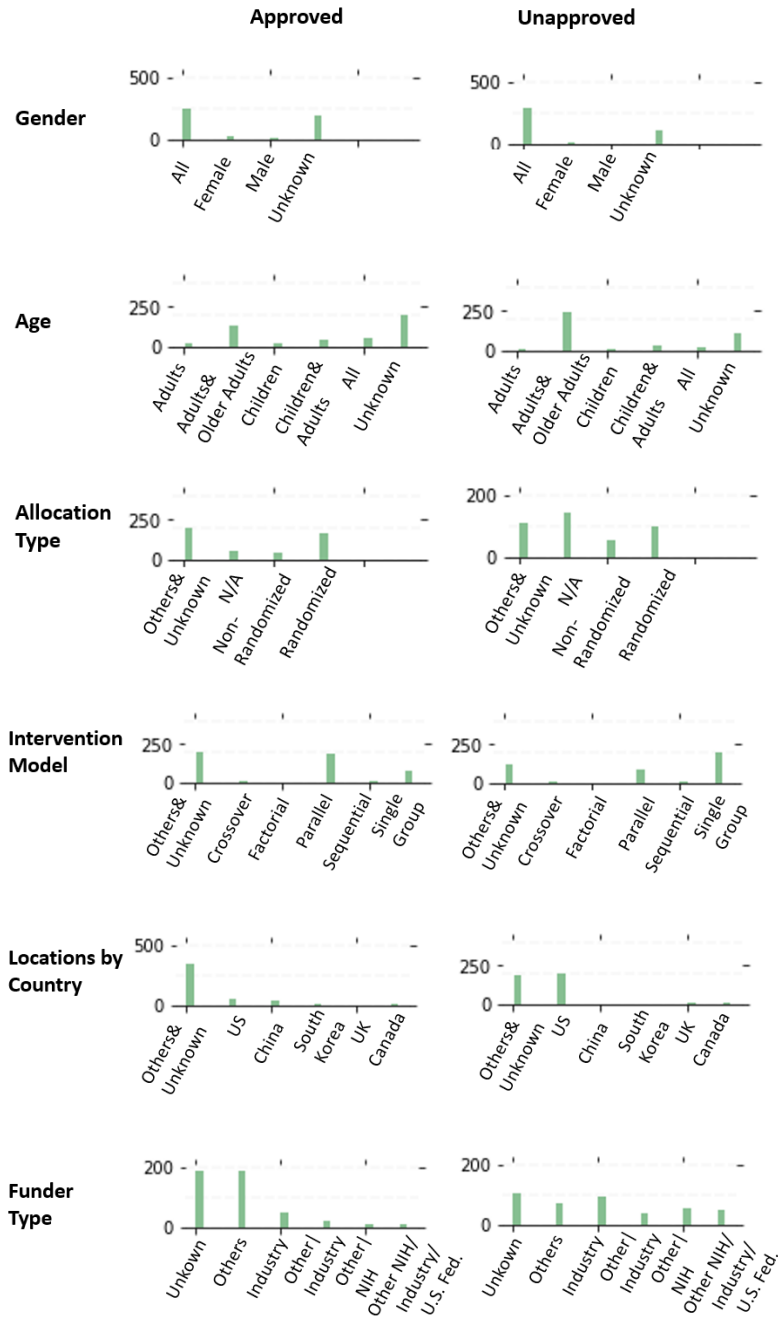 Approved Unapproved
Gender
500
0
All
Female
Male
Unknown
500
0
All
Female
Male
Unknown
Age
250
0
Adults
Adults&
Older Adults
Children
Children&
Adults
All
Unknown
250
0
Adults
Adults&
Older Adults
Children
Children&
Adults
All
Unknown
Allocation
Type
250
0
Others&
Unknown
N/A
Non-
Randomized
Randomized
200
0
Others&
Unknown
N/A
Non-
Randomized
Randomized
Intervention
Model
250
0
Others&
Unknown
Crossover
Factorial
Parallel
Sequential
Single
Group
250
0
Others&
Unknown
Crossover
Factorial
Parallel
Sequential
Single
Group
Locations by
Country
500
0
Others&
Unknown
US
China
South
Korea
UK
Canada
250
0
Others&
Unknown
US
China
South
Korea
UK
Canada
Funder
Type
200
0
Unkown
Others
Industry
Other|
Industry
Other|
NIH
Other NIH/
Industry/
U.S. Fed.
200
0
Unkown
Others
Industry
Other|
Industry
Other|
NIH
Other NIH/
Industry/
U.S. Fed.